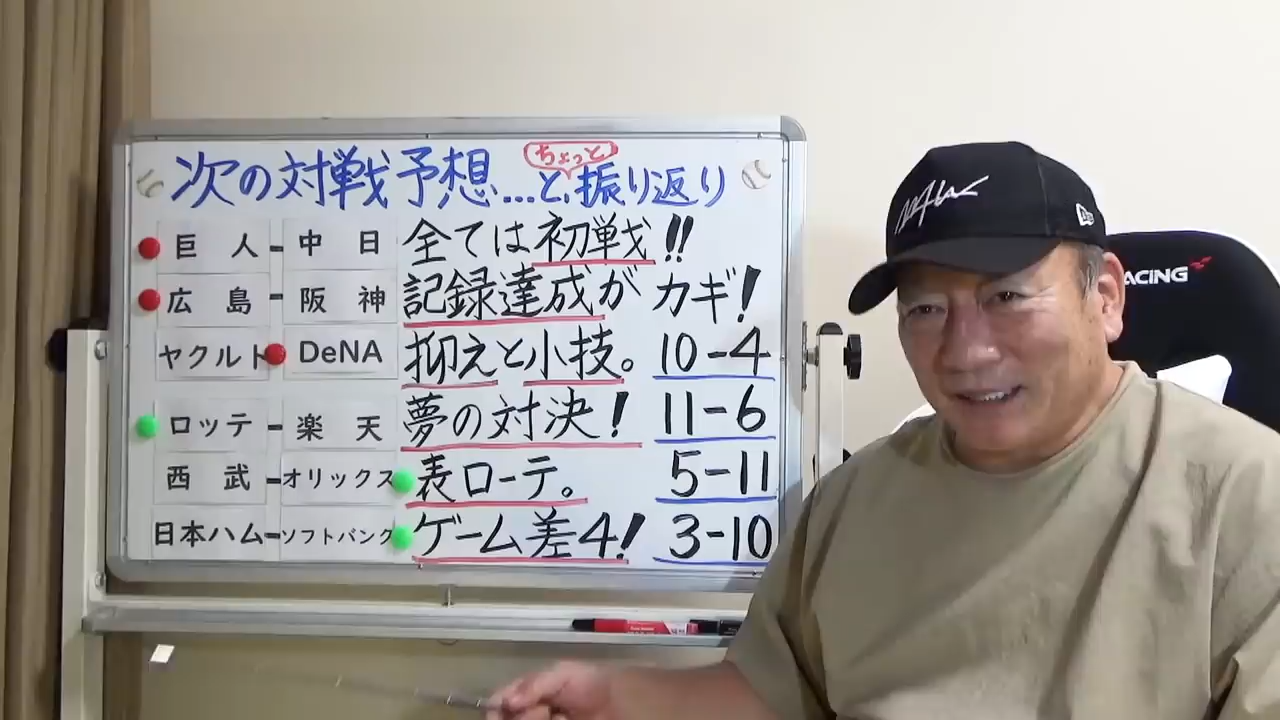 次の対戦予想...と、振り返り
ちょっと
巨人-中日 全ては初戦!!
広島-阪神 記録達成がカギ!
ヤクルト DeNA 抑えと小技。 10-4
ロッテ-楽天 夢の対決! 11-6
西武-オリックス 表ローテ。 5-11
日本ハム-ソフトバンク ゲーム差4! 3-10
ACING